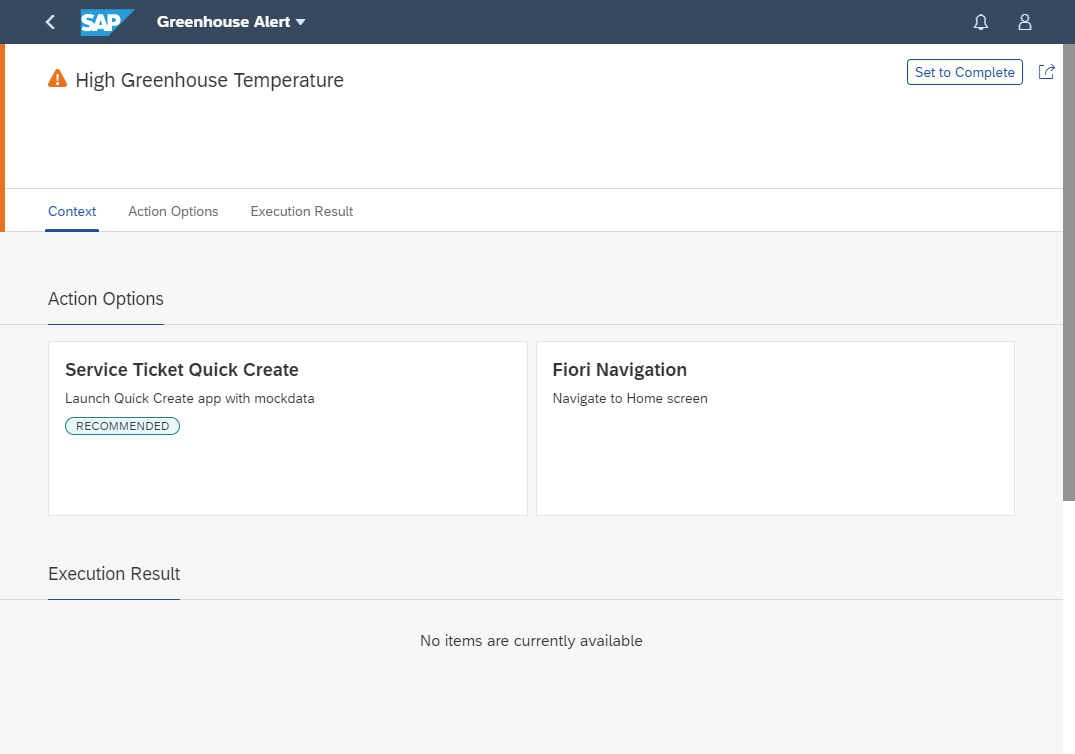 SAP Greenhouse Alert
High Greenhouse Temperature
Set to Complete
Context Action Options Execution Result
Action Options
Service Ticket Quick Create
Launch Quick Create app with mockdata
RECOMMENDED
Fiori Navigation
Navigate to Home screen
Execution Result
No items are currently available